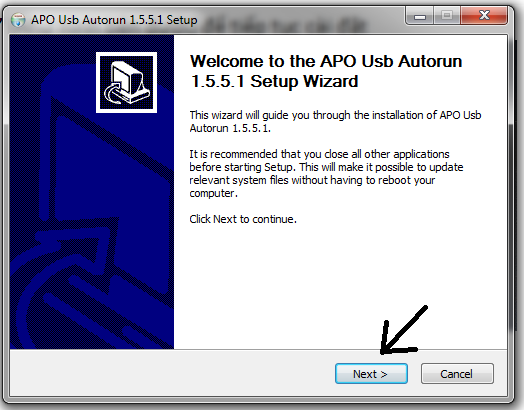 APO Usb Autorun 1.5.5.1 Setup
để tiếp tục cài đặt
Welcome to the APO Usb Autorun
1.5.5.1 Setup Wizard
This wizard will guide you through the installation of APO Usb
Autorun 1.5.5.1.
It is recommended that you close all other applications
before starting Setup. This will make it possible to update
relevant system files without having to reboot your
computer.
Click Next to continue.
Next >
Cancel